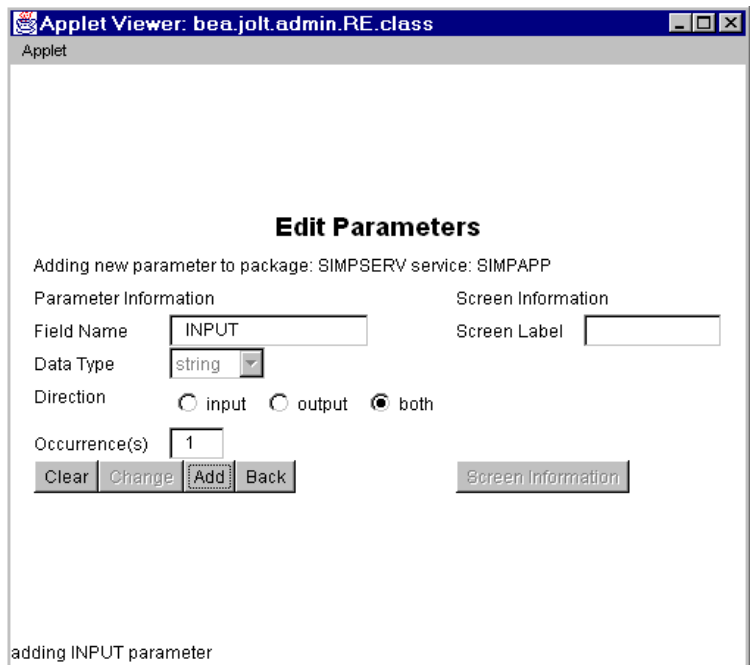 Applet Viewer: bea.jolt.admin.RE.class
Applet
Edit Parameters
Adding new parameter to package: SIMPSERV service: SIMPAPP
Parameter Information Screen Information
Field Name INPUT Screen Label
Data Type string
Direction input output both
Occurrence(s) 1
Clear Change Add Back Screen Information
adding INPUT parameter